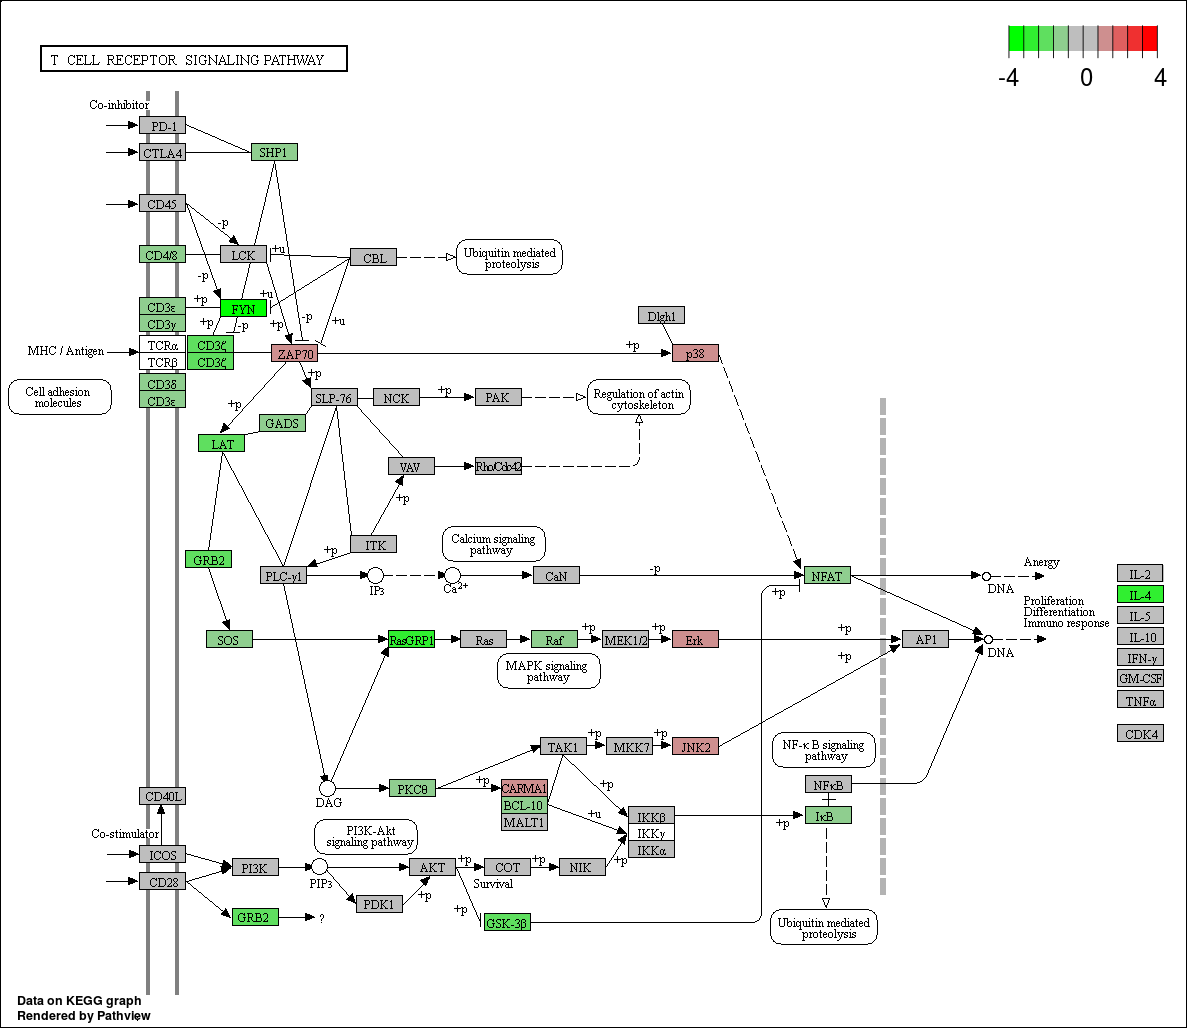 T CELL RECEPTOR SIGNALING PATHWAY
-4 0 4
Co-inhibitor
PD-1
CTLA4
SHP1
CD45
-p
CD4/8
LCK
+u
CBL
Ubiquitin mediated
proteolysis
-p
+p
+u
CD3ε
FYN
CD3γ
+p
-p
+p
-p
+u
Dlgh1
MHC / Antigen
TCRα
CD3ζ
TCRβ
CD3ζ
ZAP70
+p
p38
Cell adhesion
molecules
CD3δ
CD3ε
+p
+p
SLP-76
NCK
+p
PAK
Regulation of actin
cytoskeleton
GADS
LAT
VAV
Rho/Cdc42
+p
ITK
+p
Calcium signaling
pathway
GRB2
PLC-γ1
IP3
Ca2+
CaN
-p
NFAT
+p
DNA
Anergy
SOS
RasGRP1
Ras
Raf
+p
MEK1/2
+p
Erk
+p
+p
AP1
DNA
Proliferation
Differentiation
Immuno response
MAPK signaling
pathway
IL-2
IL-4
IL-5
IL-10
IFN-γ
GM-CSF
TNFα
CDK4
TAK1
+p
MKK7
+p
JNK2
NF-κ B signaling
pathway
DAG
PKCθ
+p
CARMA1
BCL-10
MALT1
+p
+u
IKKβ
IKKγ
IKKα
+p
NFκB
IκB
CD40L
Co-stimulator
ICOS
CD28
PI3K-Akt
signaling pathway
PI3K
PIP3
AKT
+p
COT
+p
NIK
+p
Survival
PDK1
+p
+p
GRB2
?
GSK-3β
Ubiquitin mediated
proteolysis
Data on KEGG graph
Rendered by Pathview